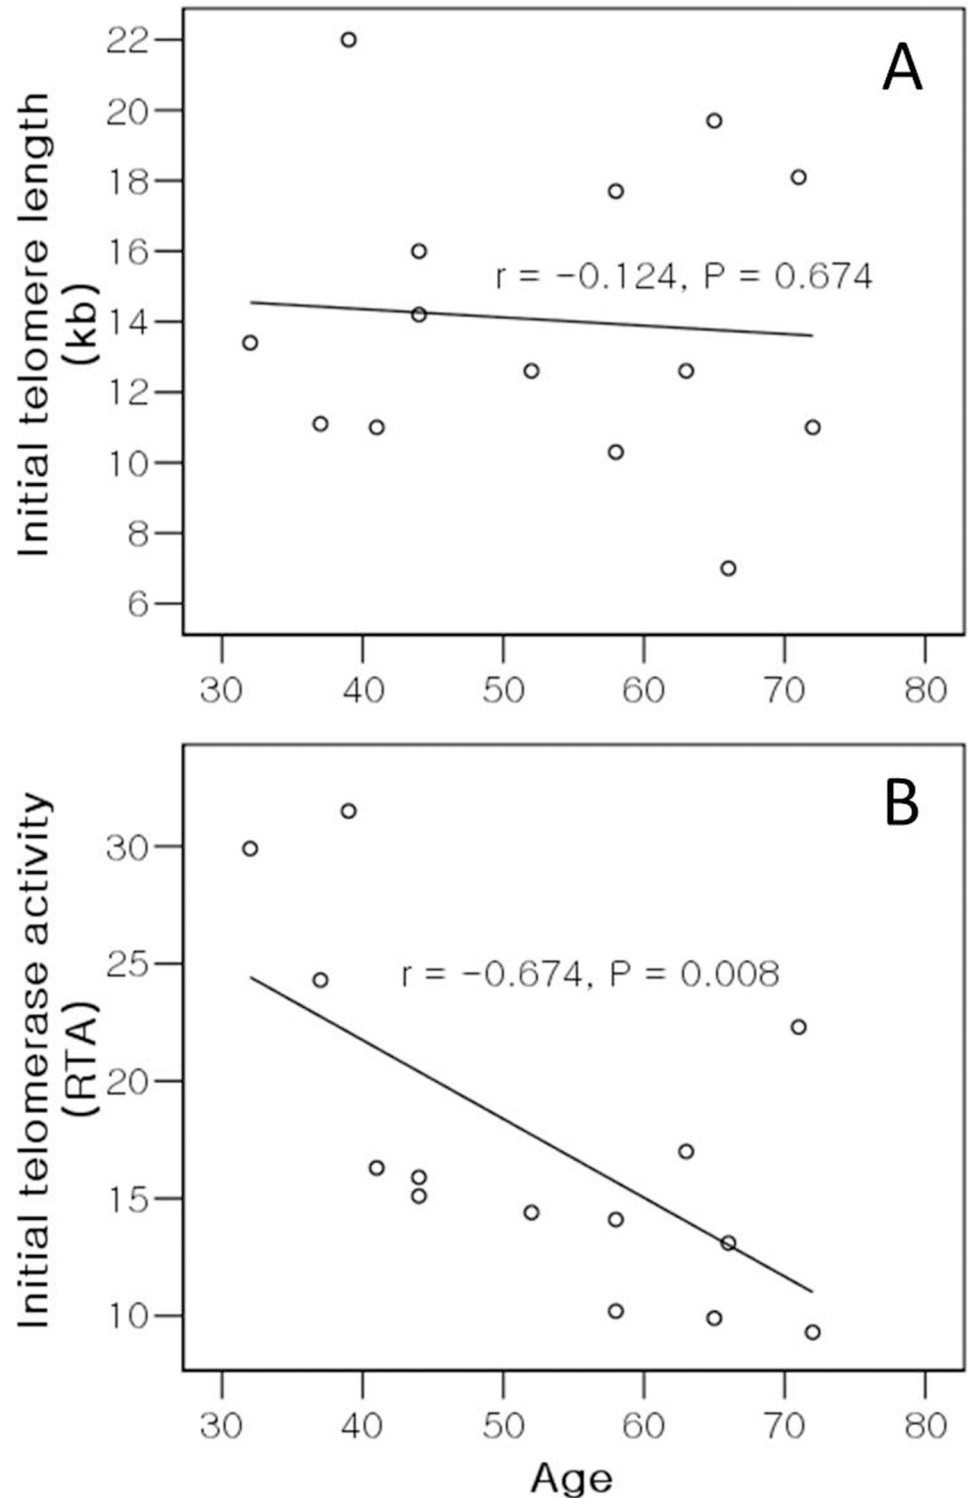 A
Initial telomere length
(kb)
22
20
18
16
14
12
10
8
6
r = −0.124, P = 0.674
30 40 50 60 70 80
B
Initial telomerase activity
(RTA)
30
25
20
15
10
r = −0.674, P = 0.008
30 40 50 60 70 80
Age